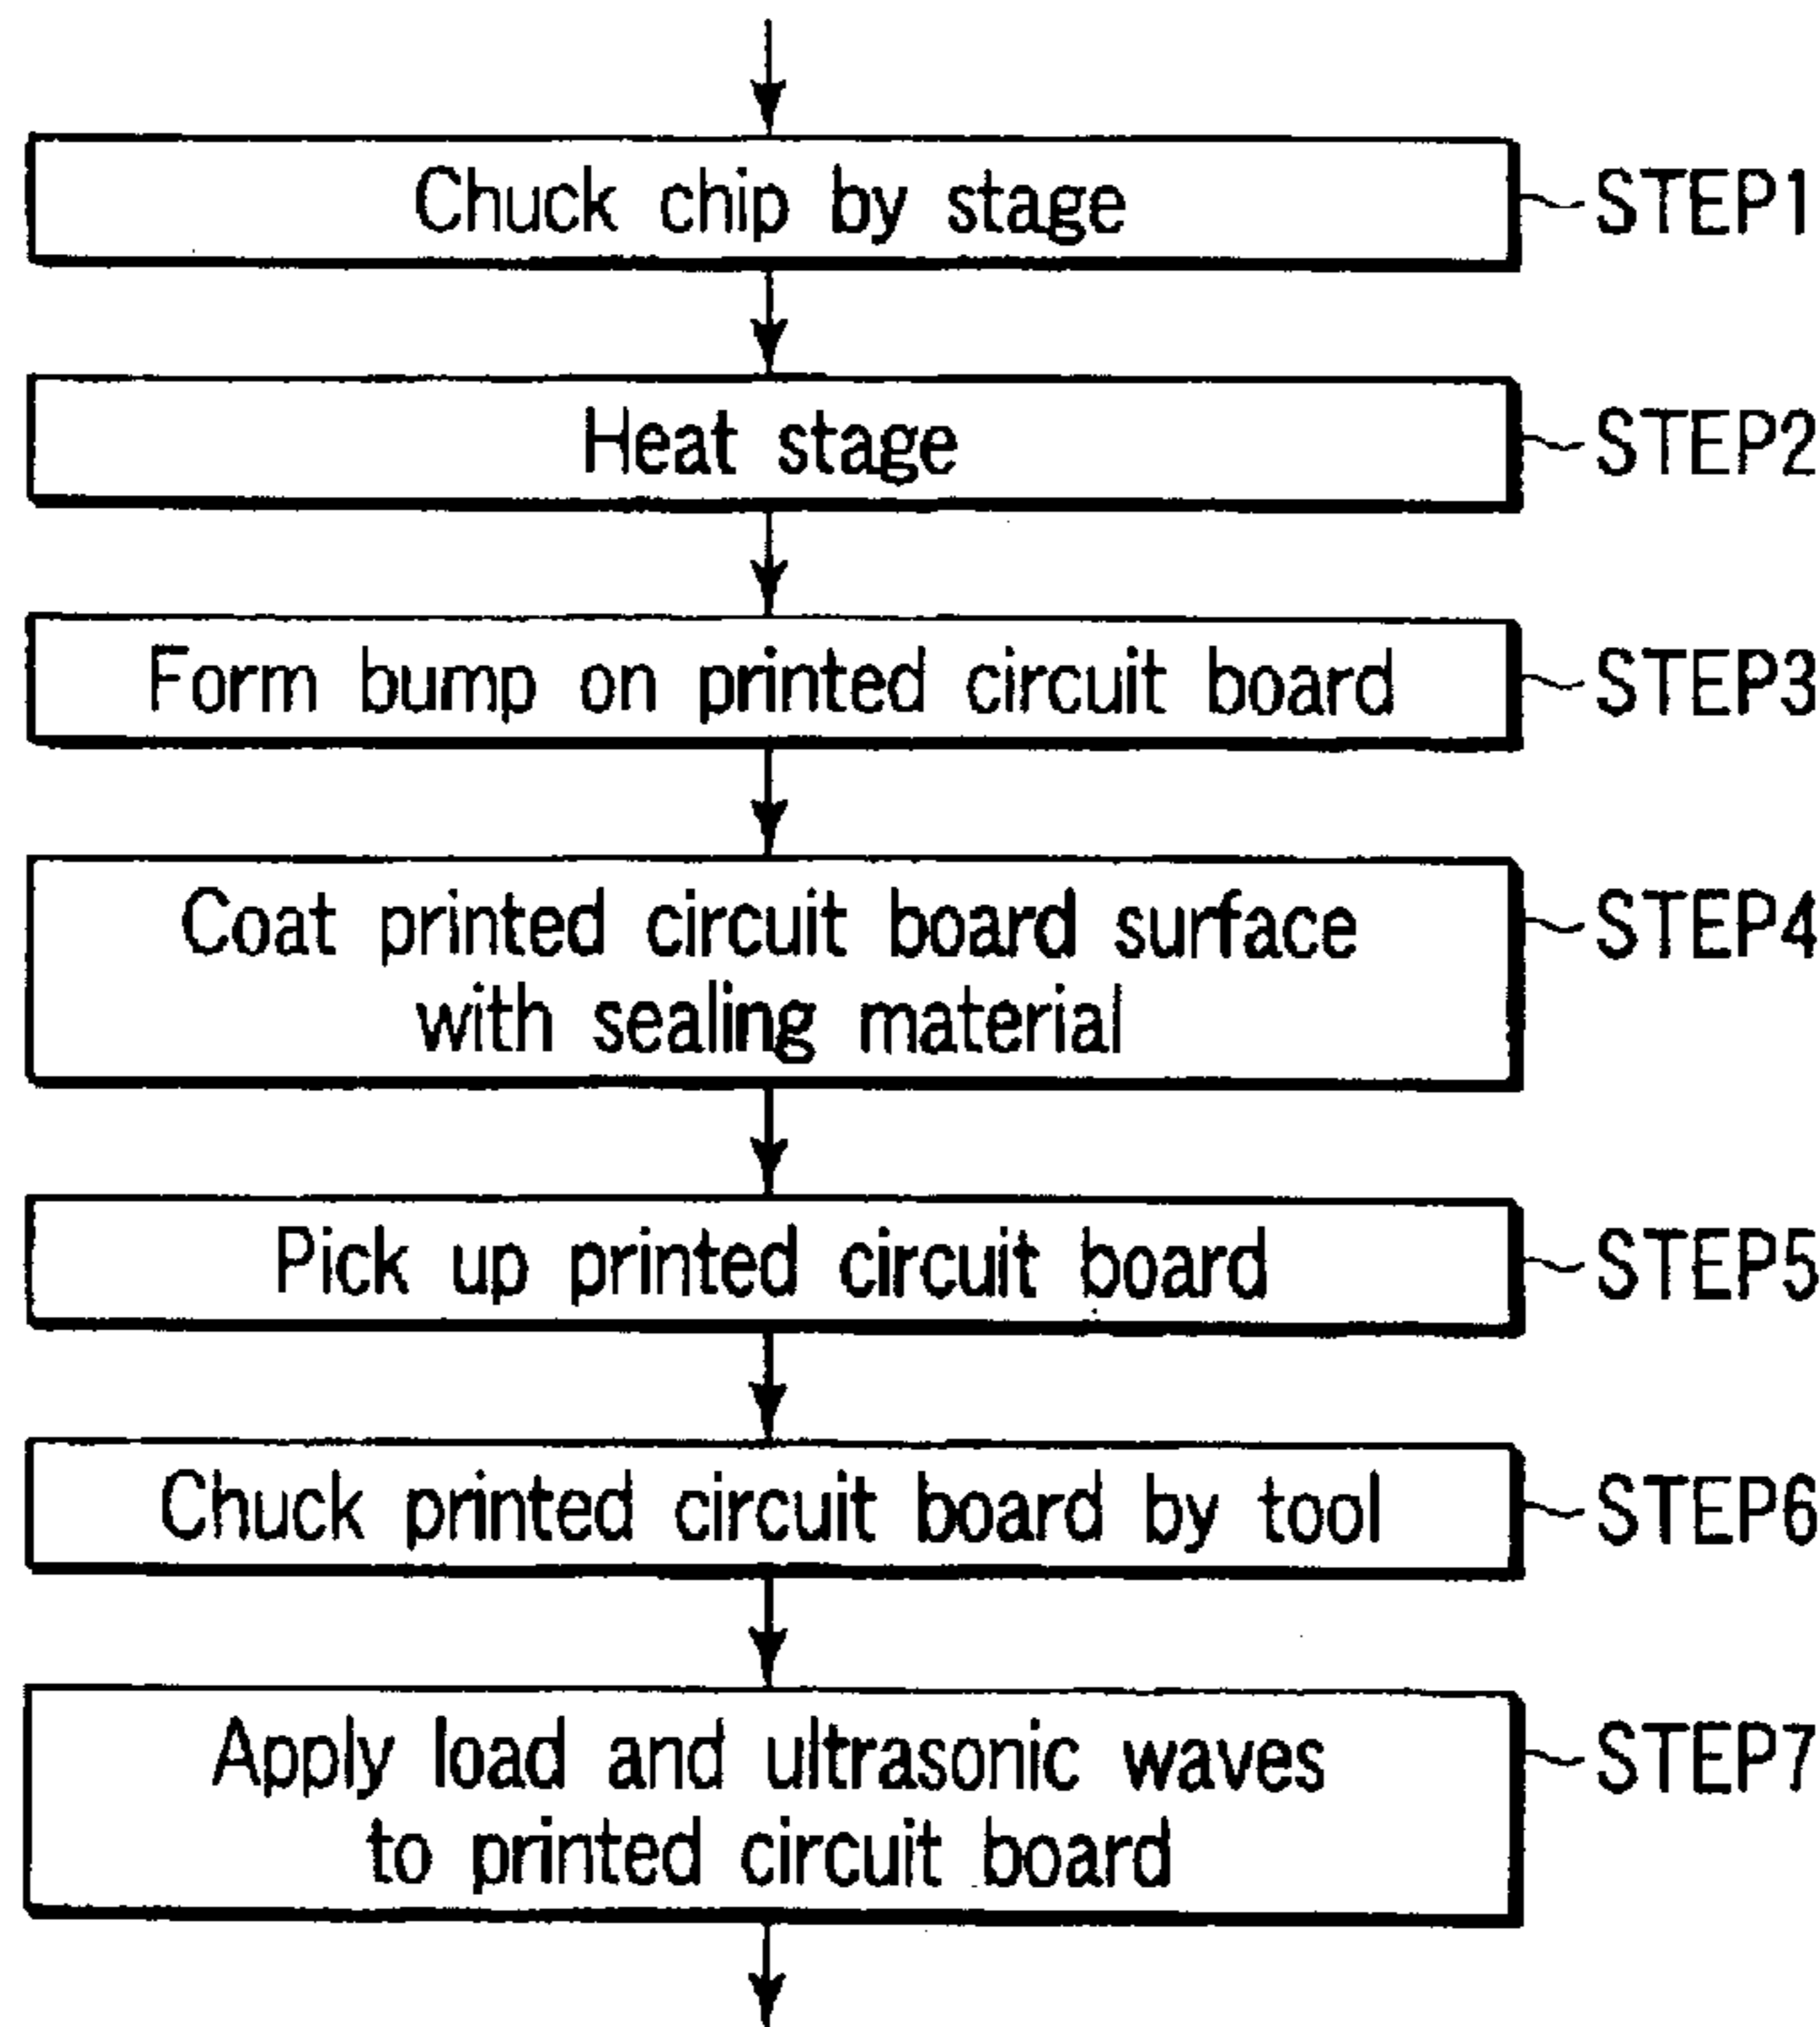 Chuck chip by stage
STEP1
Heat stage
STEP2
Form bump on printed circuit board
STEP3
Coat printed circuit board surface
with sealing material
STEP4
Pick up printed circuit board
STEP5
Chuck printed circuit board by tool
STEP6
Apply load and ultrasonic waves
to printed circuit board
STEP7